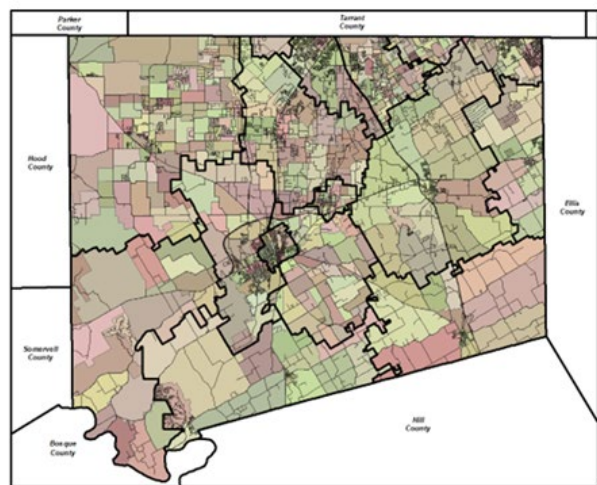 Parker
County
Tarrant
County
Hood
County
Ellis
County
Somervell
County
Hill
County
Bosque
County